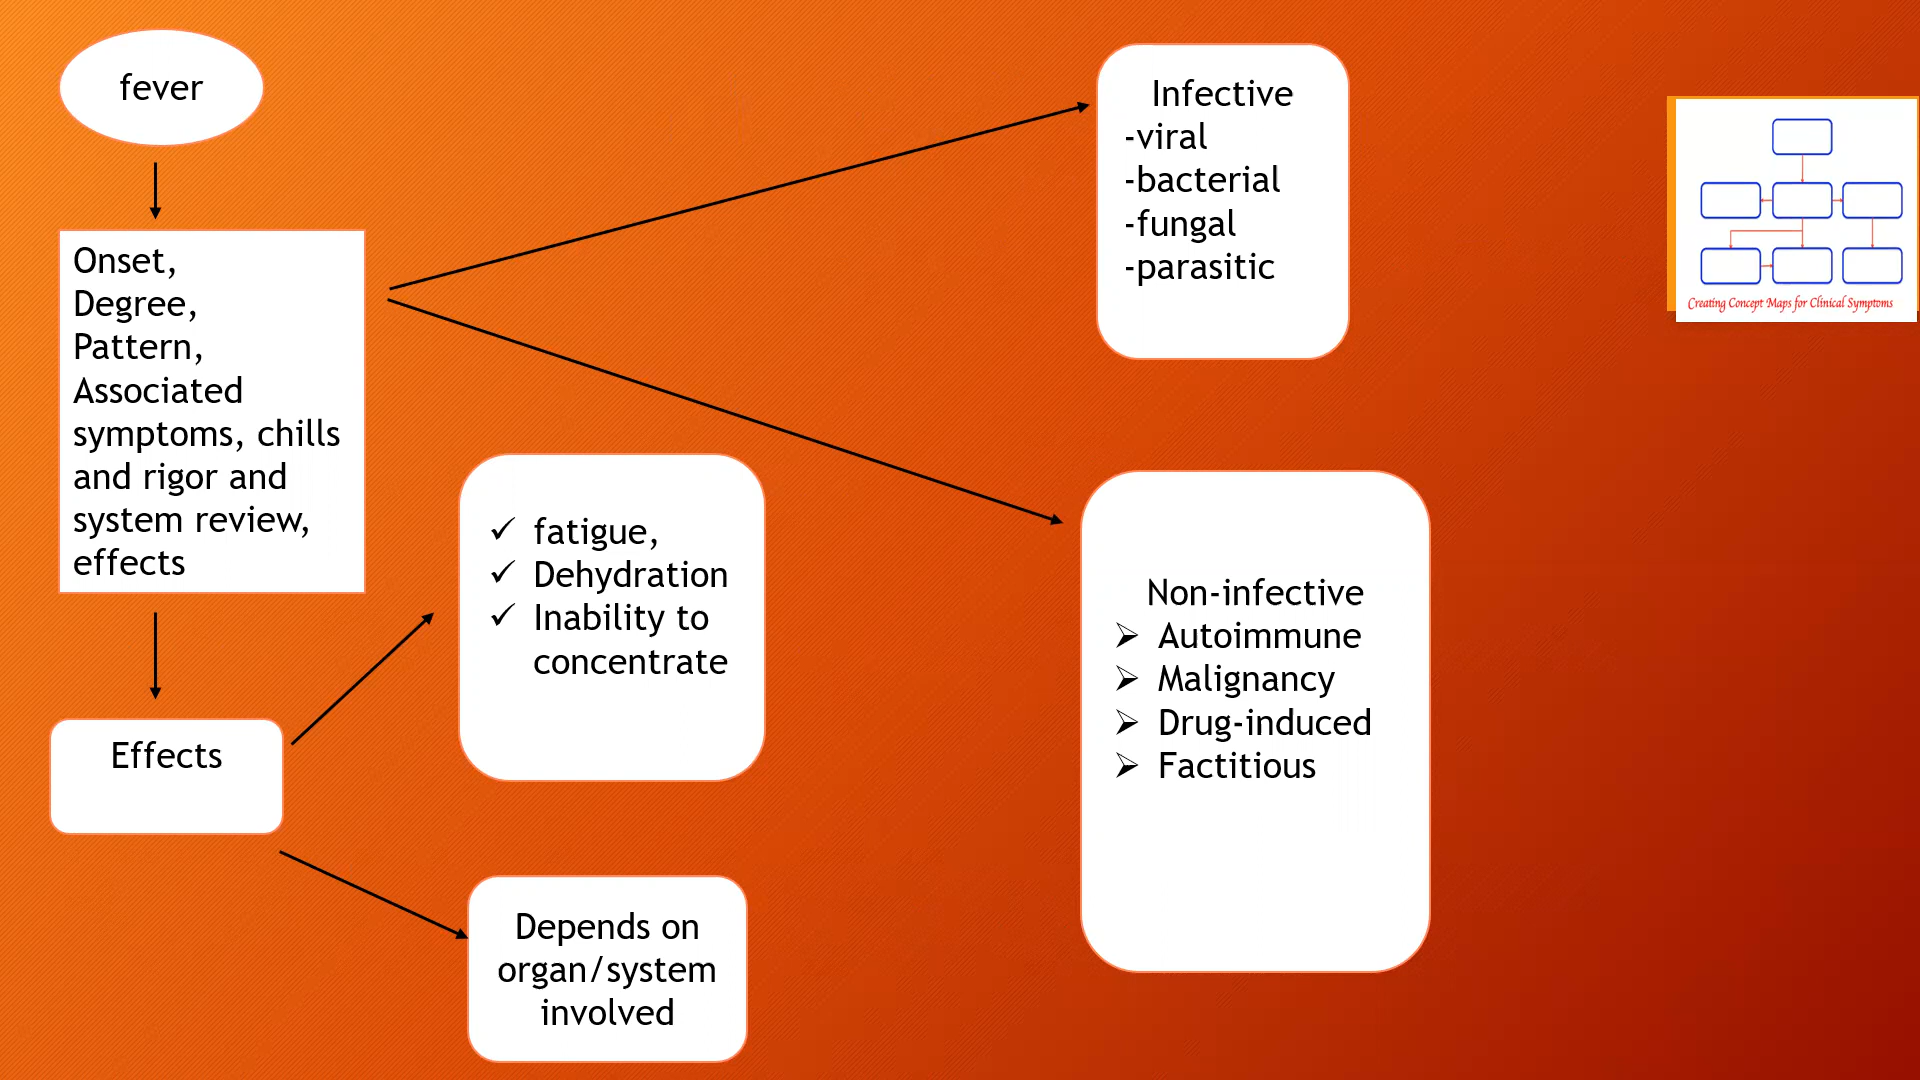 fever
Onset,
Degree,
Pattern,
Associated
symptoms, chills
and rigor and
system review,
effects
Effects
✓ fatigue,
✓ Dehydration
✓ Inability to
concentrate
Depends on
organ/system
involved
Infective
-viral
-bacterial
-fungal
-parasitic
Non-infective
➢ Autoimmune
➢ Malignancy
➢ Drug-induced
➢ Factitious
Creating Concept Maps for Clinical Symptoms